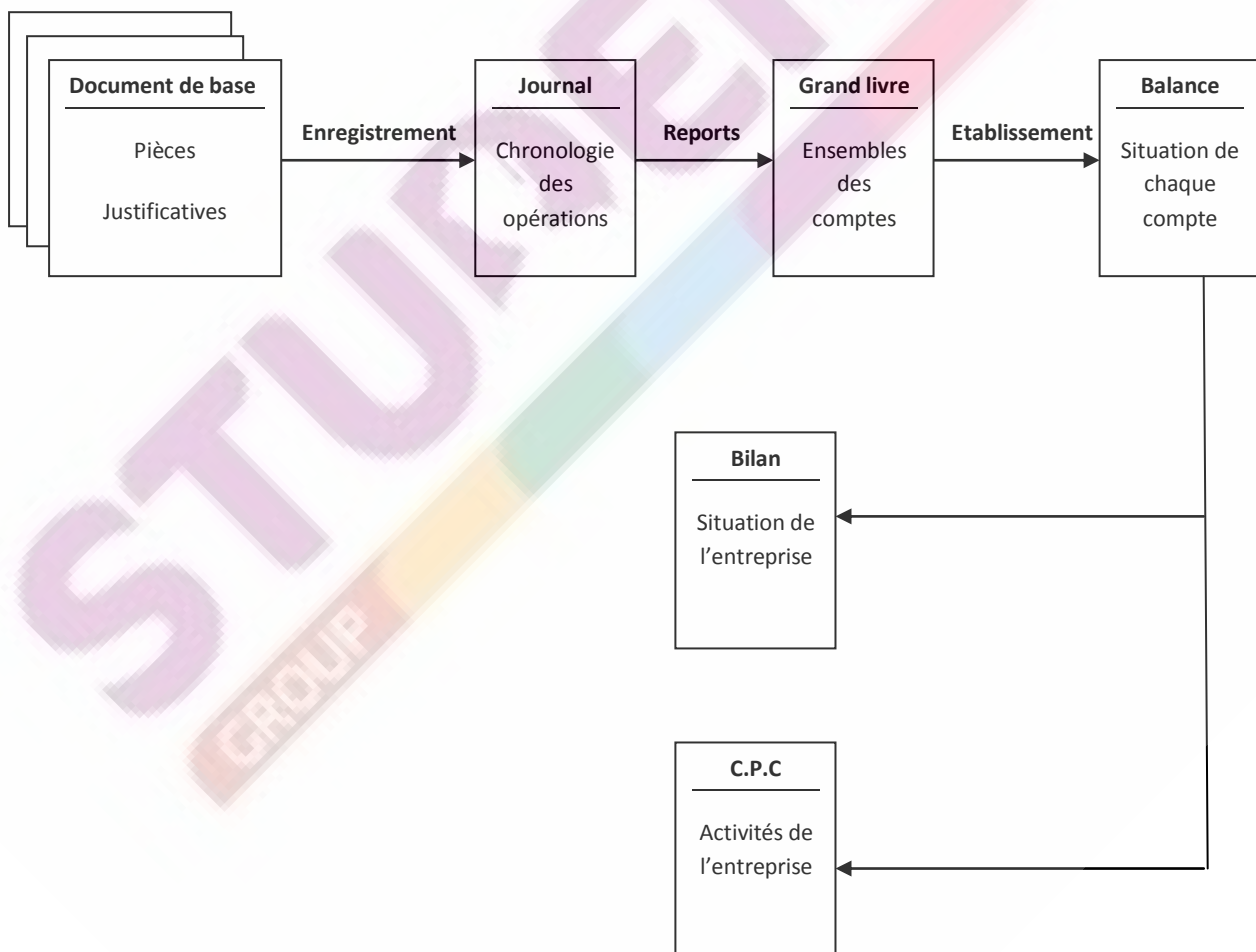 Document de base
Pièces
Justificatives
Enregistrement
Journal
Chronologie
des
opérations
Reports
Grand livre
Ensembles
des
comptes
Etablissement
Balance
Situation de
chaque
compte
Bilan
Situation de
l’entreprise
C.P.C
Activités de
l’entreprise
GROUP